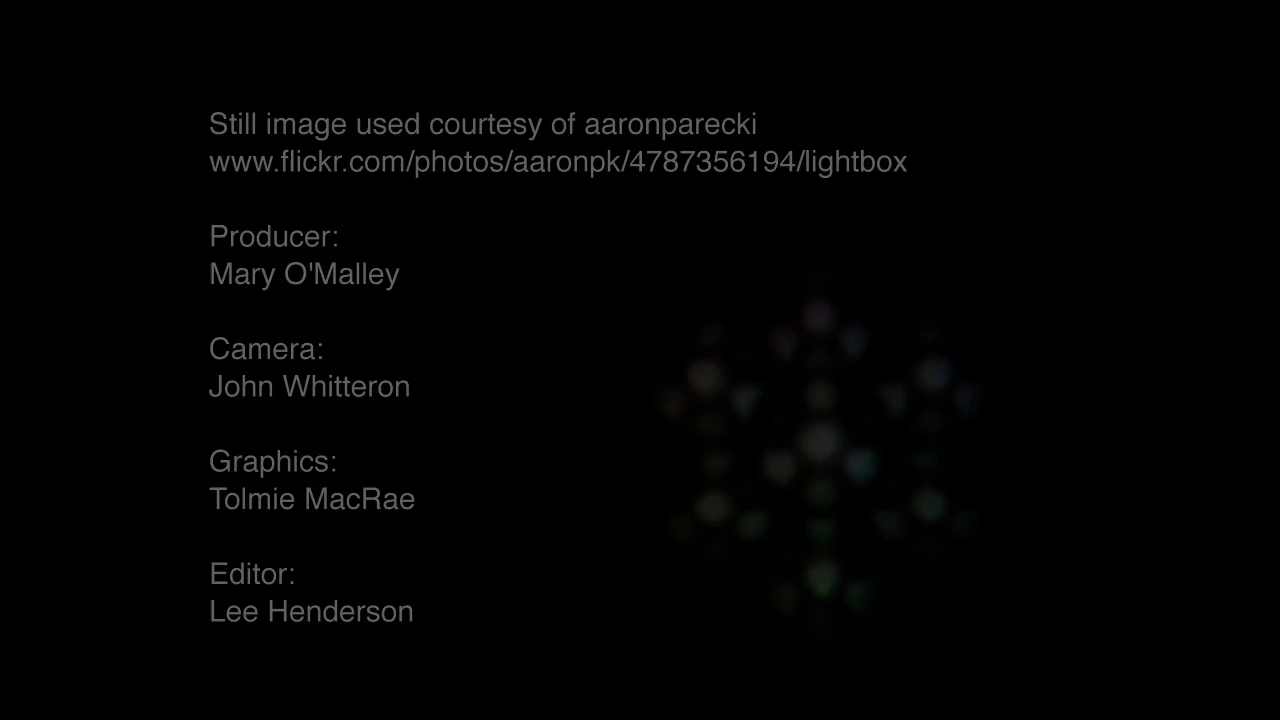 Still image used courtesy of aaronparecki
www.flickr.com/photos/aaronpk/4787356194/lightbox
Producer:
Mary O'Malley
Camera:
John Whitteron
Graphics:
Tolmie MacRae
Editor:
Lee Henderson